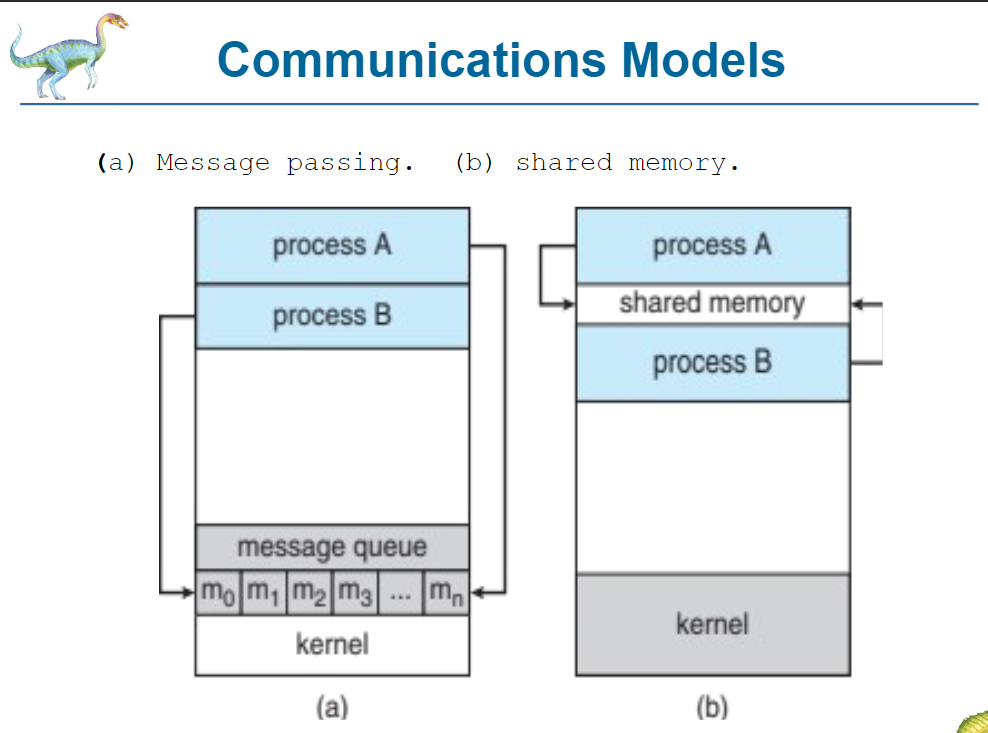 Communications Models
(a) Message passing.  (b) shared memory.
process A
process B
message queue
m0 m1 m2 m3 ... mn
kernel
(a)
process A
shared memory
process B
kernel
(b)